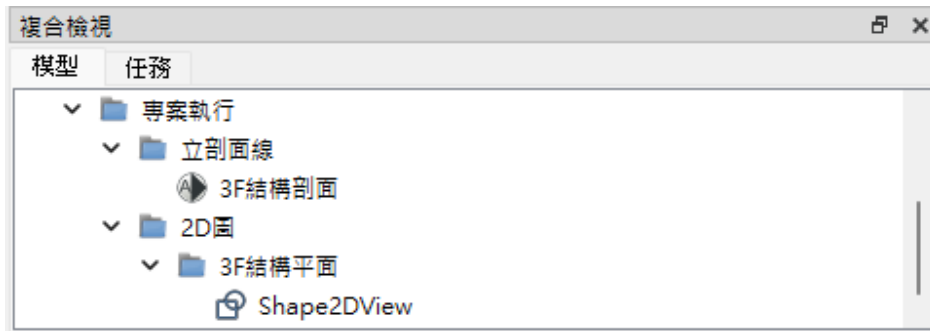 複合檢視
模型 任務
專案執行
立剖面線
A 3F結構剖面
2D圖
3F結構平面
Shape2DView